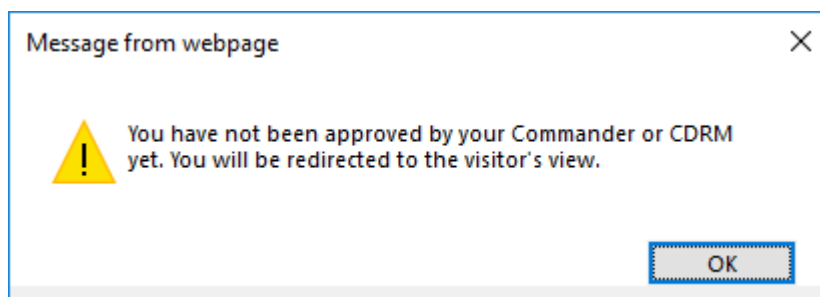 Message from webpage
You have not been approved by your Commander or CDRM
yet. You will be redirected to the visitor's view.
OK